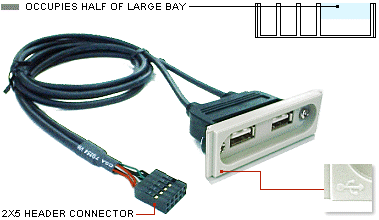 OCCUPIES HALF OF LARGE BAY
2X5 HEADER CONNECTOR